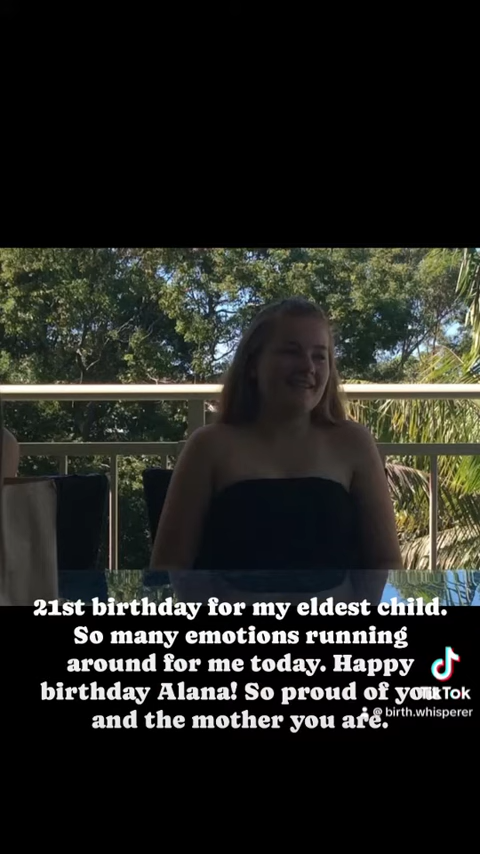 21st birthday for my eldest child.
So many emotions running
around for me today. Happy
birthday Alana! So proud of you
and the mother you are.
TikTok
@birth.whisperer